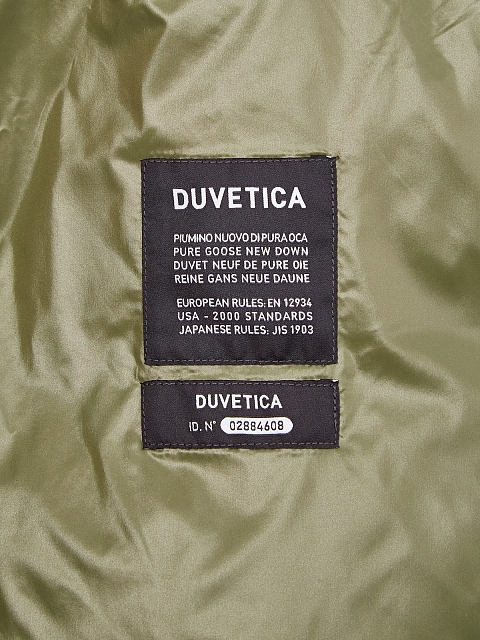 DUVETICA
PIUMINO NUOVO DI PURA OCA
PURE GOOSE NEW DOWN
DUVET NEUF DE PURE OIE
REINE GANS NEUE DAUNE
EUROPEAN RULES: EN 12934
USA - 2000 STANDARDS
JAPANESE RULES: JIS 1903
DUVETICA
ID. N° 02884608